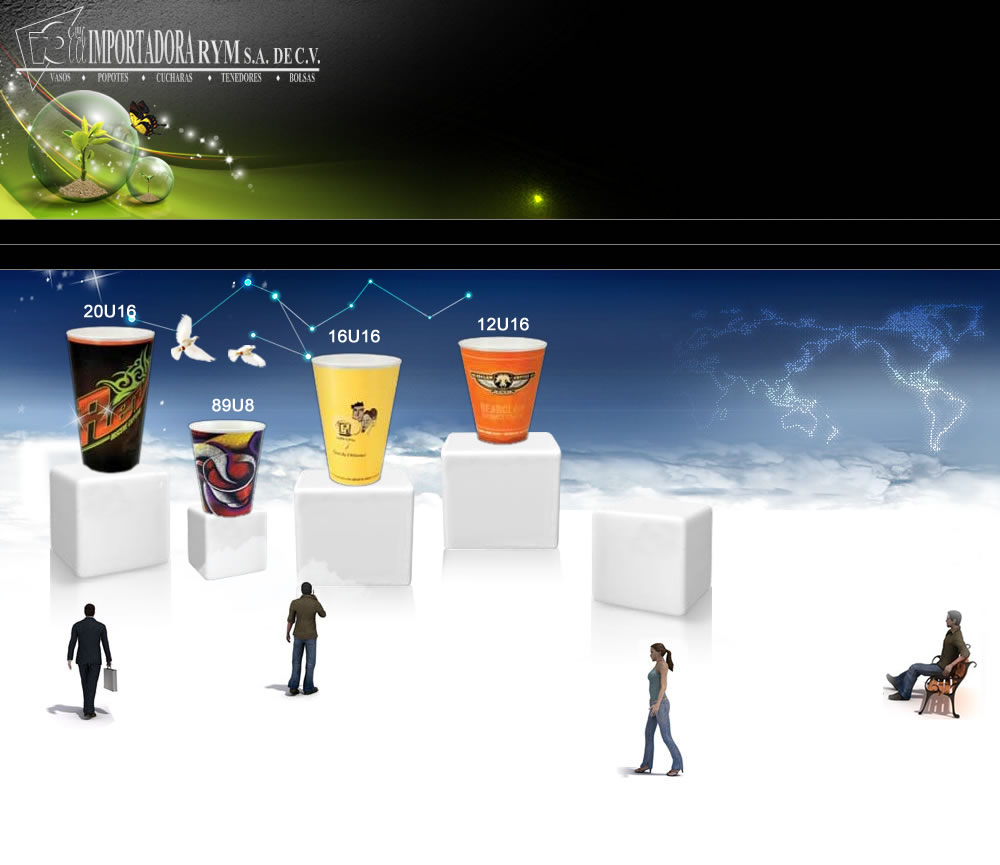 IMPORTADORA RYM S.A. DE C.V.
VASOS ♦ POPOTES ♦ CUCHARAS ♦ TENEDORES ♦ BOLSAS
20U16
89U8
16U16
12U16